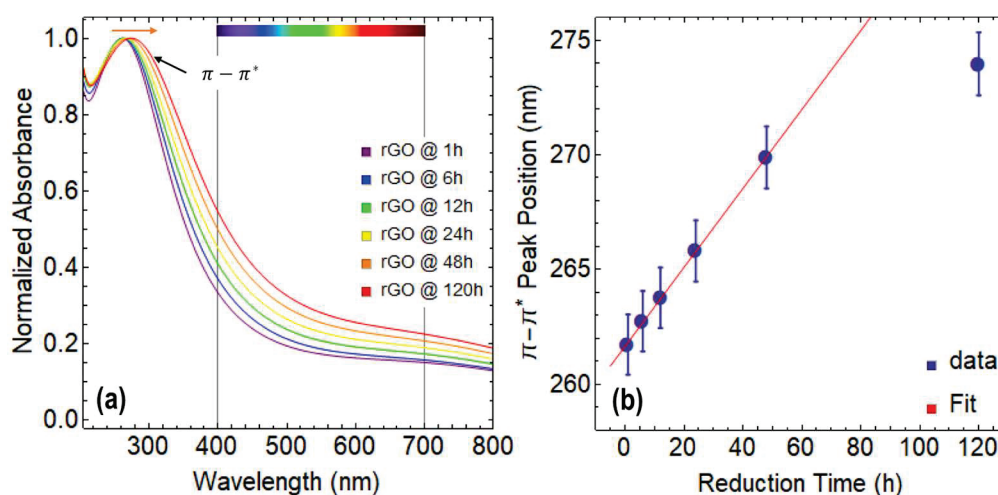 1.0
0.8
0.6
0.4
0.2
0.0
Normalized Absorbance
π − π*
rGO @ 1h
rGO @ 6h
rGO @ 12h
rGO @ 24h
rGO @ 48h
rGO @ 120h
(a)
300 400 500 600 700 800
Wavelength (nm)
275
270
265
260
π−π* Peak Position (nm)
data
Fit
(b)
0 20 40 60 80 100 120
Reduction Time (h)